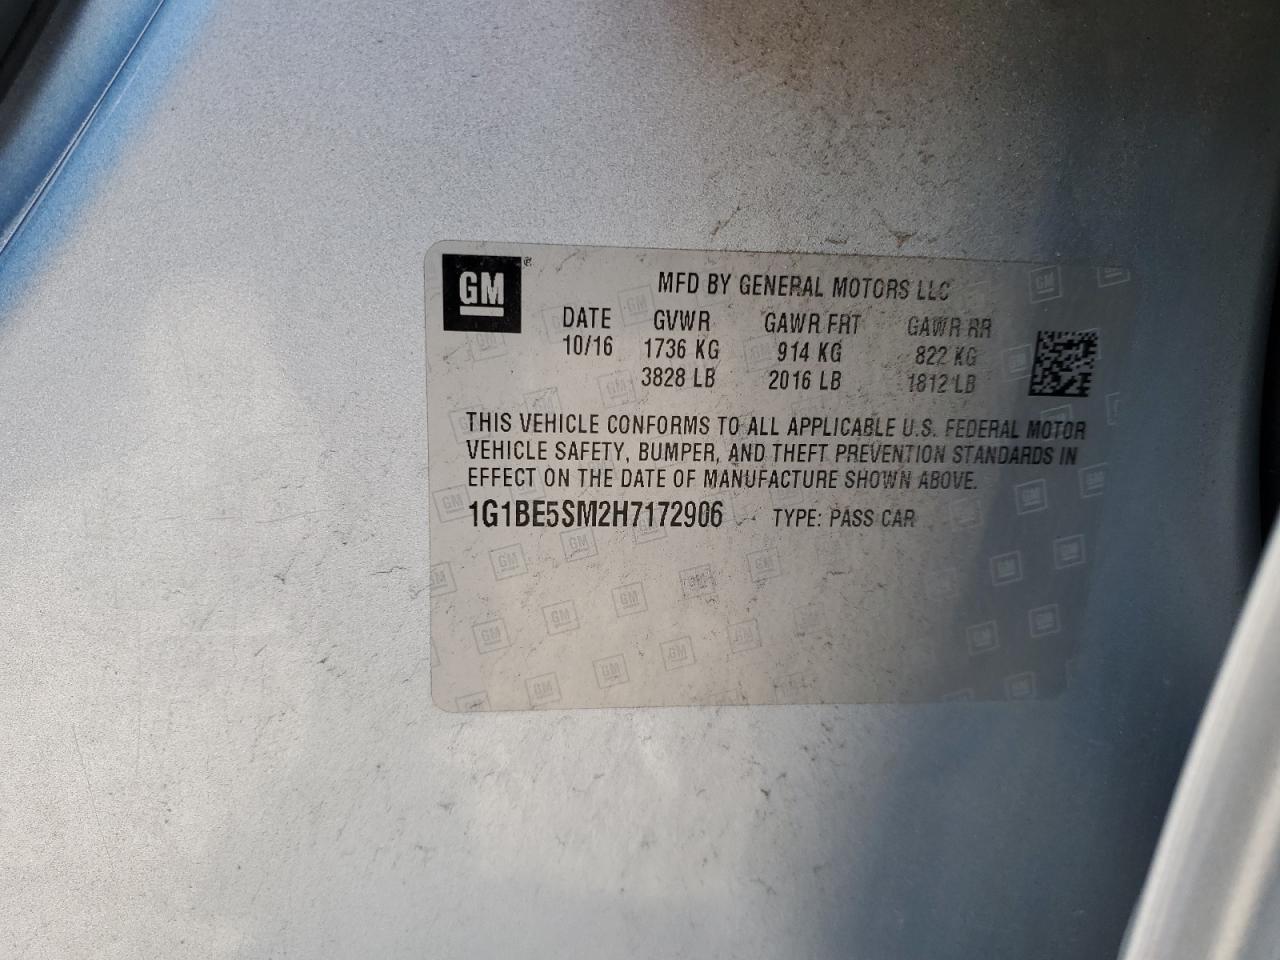 GM
MFD BY GENERAL MOTORS LLC
DATE GVWR GAWR FRT GAWR RR
10/16 1736 KG 914 KG 822 KG
3828 LB 2016 LB 1812 LB
THIS VEHICLE CONFORMS TO ALL APPLICABLE U.S. FEDERAL MOTOR
VEHICLE SAFETY, BUMPER, AND THEFT PREVENTION STANDARDS IN
EFFECT ON THE DATE OF MANUFACTURE SHOWN ABOVE.
1G1BE5SM2H7172906 TYPE: PASS CAR